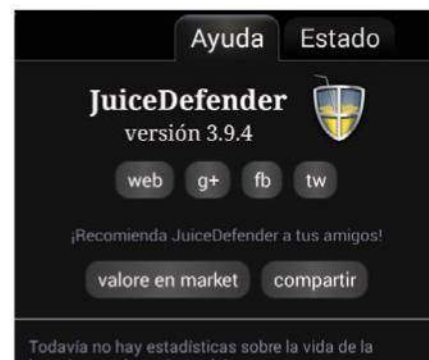 Ayuda Estado
JuiceDefender
versión 3.9.4
web g+ fb tw
¡Recomienda JuiceDefender a tus amigos!
valore en market compartir
Todavía no hay estadísticas sobre la vida de la